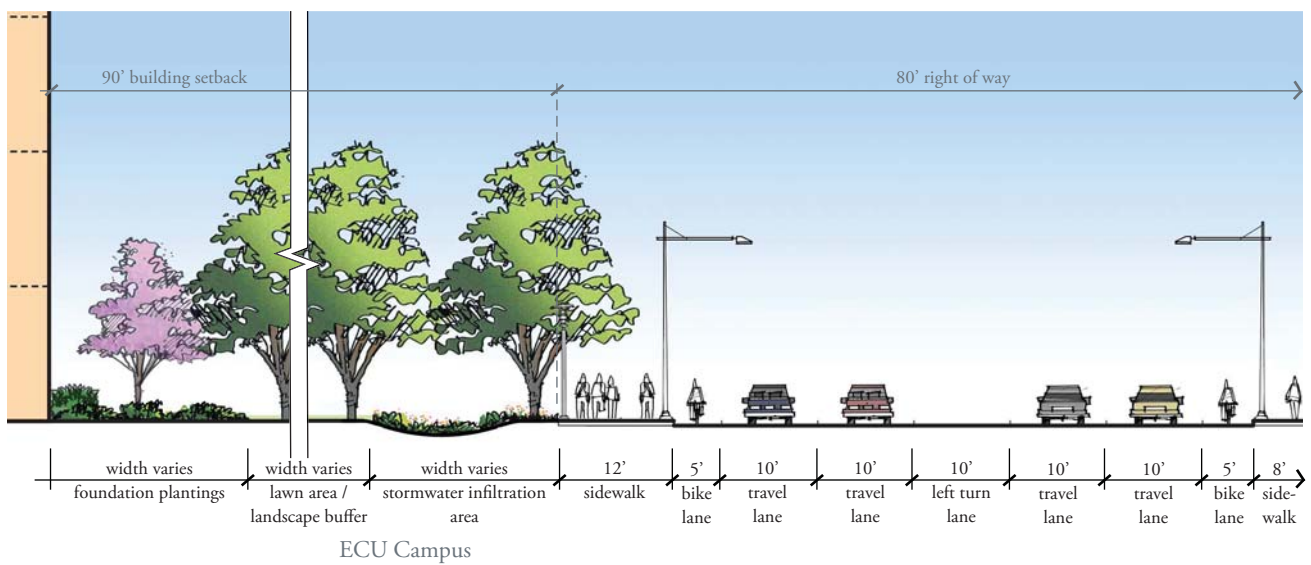 90’ building setback
80’ right of way
width varies
foundation plantings
width varies
lawn area /
landscape buffer
width varies
stormwater infiltration
area
12’
sidewalk
5’
bike
lane
10’
travel
lane
10’
travel
lane
10’
left turn
lane
10’
travel
lane
10’
travel
lane
5’
bike
lane
8’
side-
walk
ECU Campus